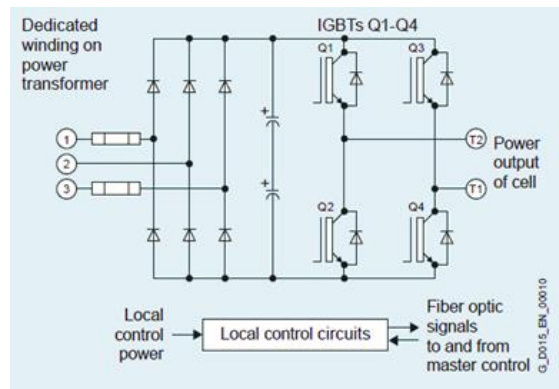 Dedicated
winding on
power
transformer
IGBTs Q1-Q4
Q1
Q3
1
2
3
+
+
T2
Power
output
of cell
T1
Q2
Q4
Local
control
power
Local control circuits
Fiber optic
signals
to and from
master control
G_D015_EN_00010